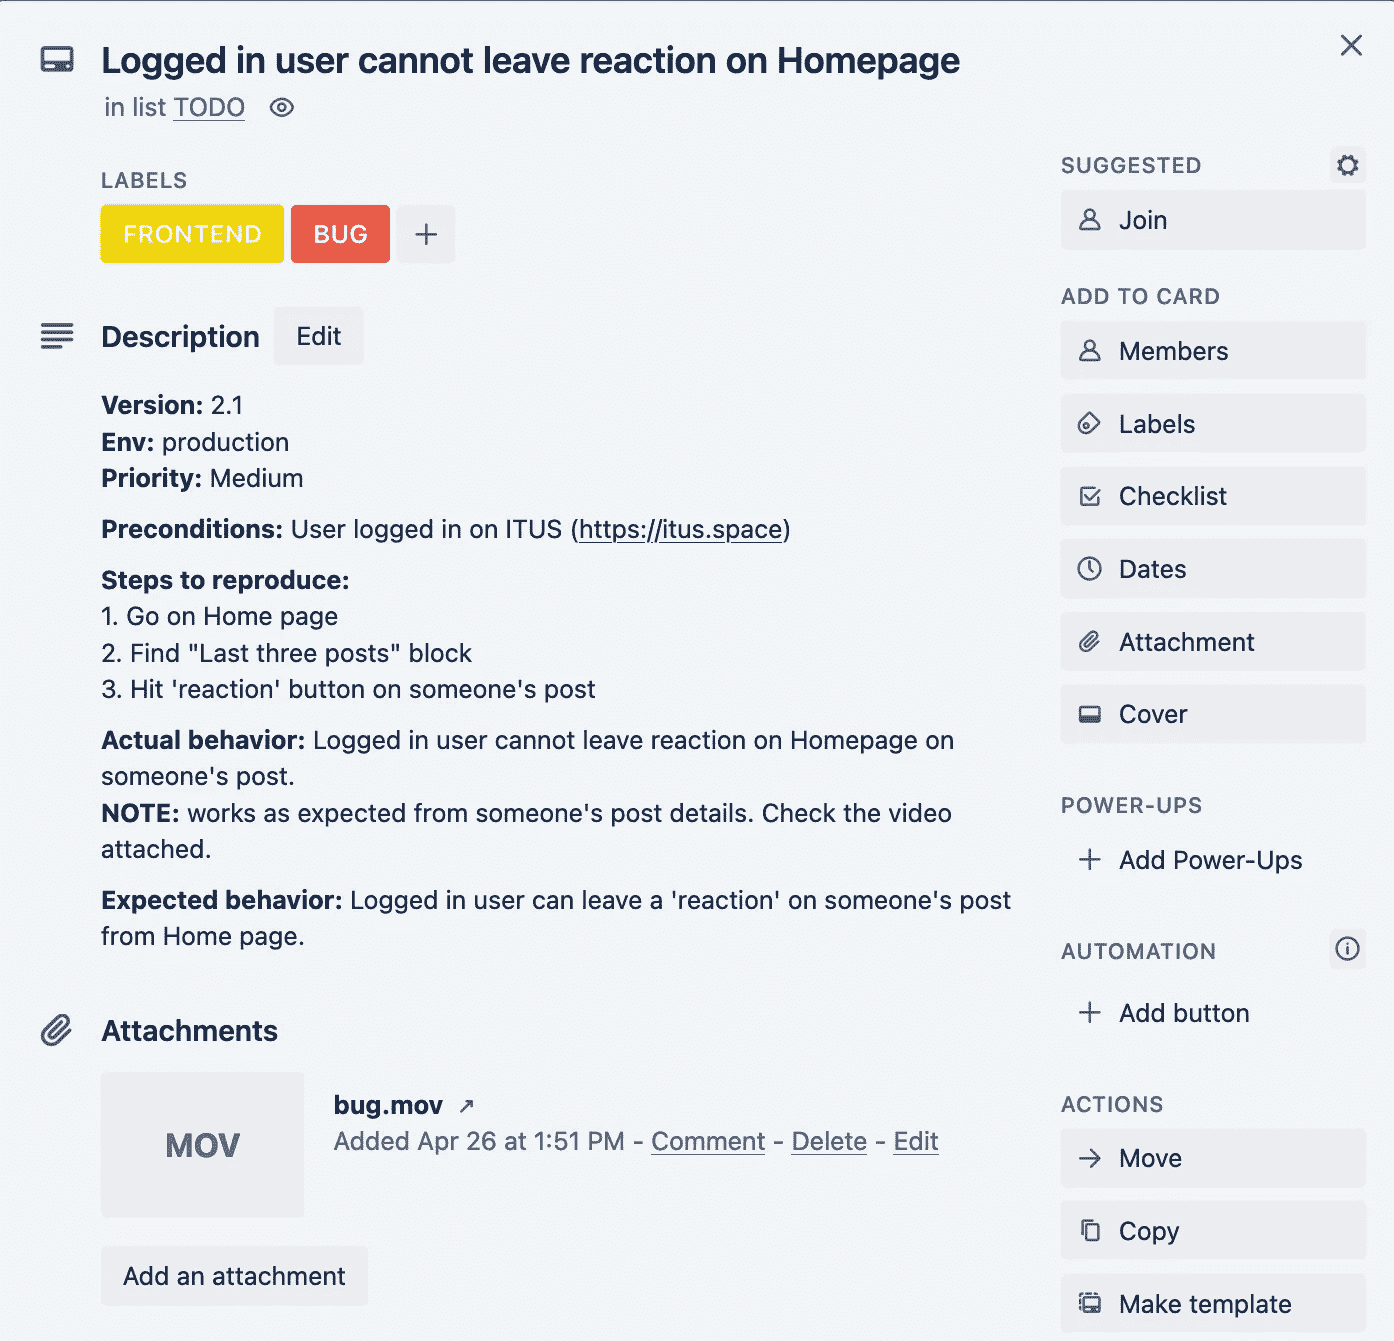 Logged in user cannot leave reaction on Homepage
in list TODO
LABELS
FRONTEND
BUG
Description
Edit
Version: 2.1
Env: production
Priority: Medium
Preconditions: User logged in on ITUS (https://itus.space)
Steps to reproduce:
1. Go on Home page
2. Find "Last three posts" block
3. Hit 'reaction' button on someone's post
Actual behavior: Logged in user cannot leave reaction on Homepage on
someone's post.
NOTE: works as expected from someone's post details. Check the video
attached.
Expected behavior: Logged in user can leave a 'reaction' on someone's post
from Home page.
Attachments
MOV
bug.mov ↗
Added Apr 26 at 1:51 PM - Comment - Delete - Edit
Add an attachment
SUGGESTED
Join
ADD TO CARD
Members
Labels
Checklist
Dates
Attachment
Cover
POWER-UPS
Add Power-Ups
AUTOMATION
Add button
ACTIONS
Move
Copy
Make template